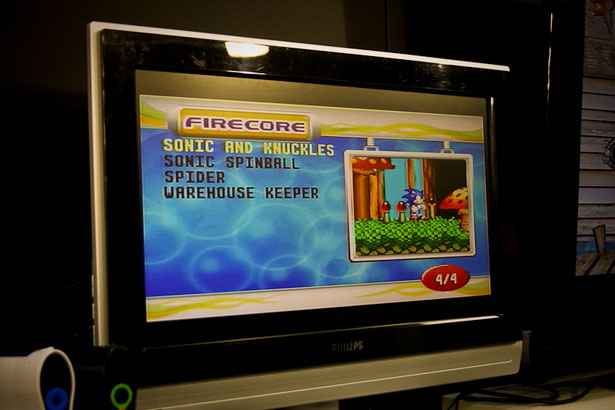 FIRECORE
SONIC AND KNUCKLES
SONIC SPINBALL
SPIDER
WAREHOUSE KEEPER
4/4
PHILIPS